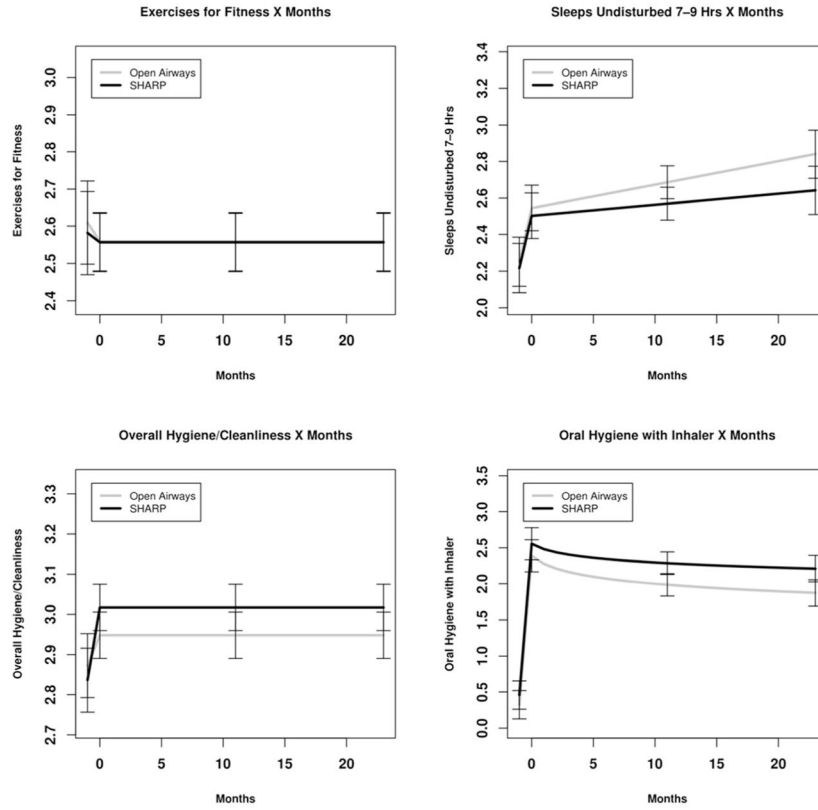 Exercises for Fitness X Months
Open Airways
SHARP
Exercises for Fitness
3.0
2.9
2.8
2.7
2.6
2.5
2.4
0 5 10 15 20
Months
Sleeps Undisturbed 7–9 Hrs X Months
Open Airways
SHARP
Sleeps Undisturbed 7–9 Hrs
3.4
3.2
3.0
2.8
2.6
2.4
2.2
2.0
0 5 10 15 20
Months
Overall Hygiene/Cleanliness X Months
Open Airways
SHARP
Overall Hygiene/Cleanliness
3.3
3.2
3.1
3.0
2.9
2.8
2.7
0 5 10 15 20
Months
Oral Hygiene with Inhaler X Months
Open Airways
SHARP
Oral Hygiene with Inhaler
3.5
3.0
2.5
2.0
1.5
1.0
0.5
0.0
0 5 10 15 20
Months